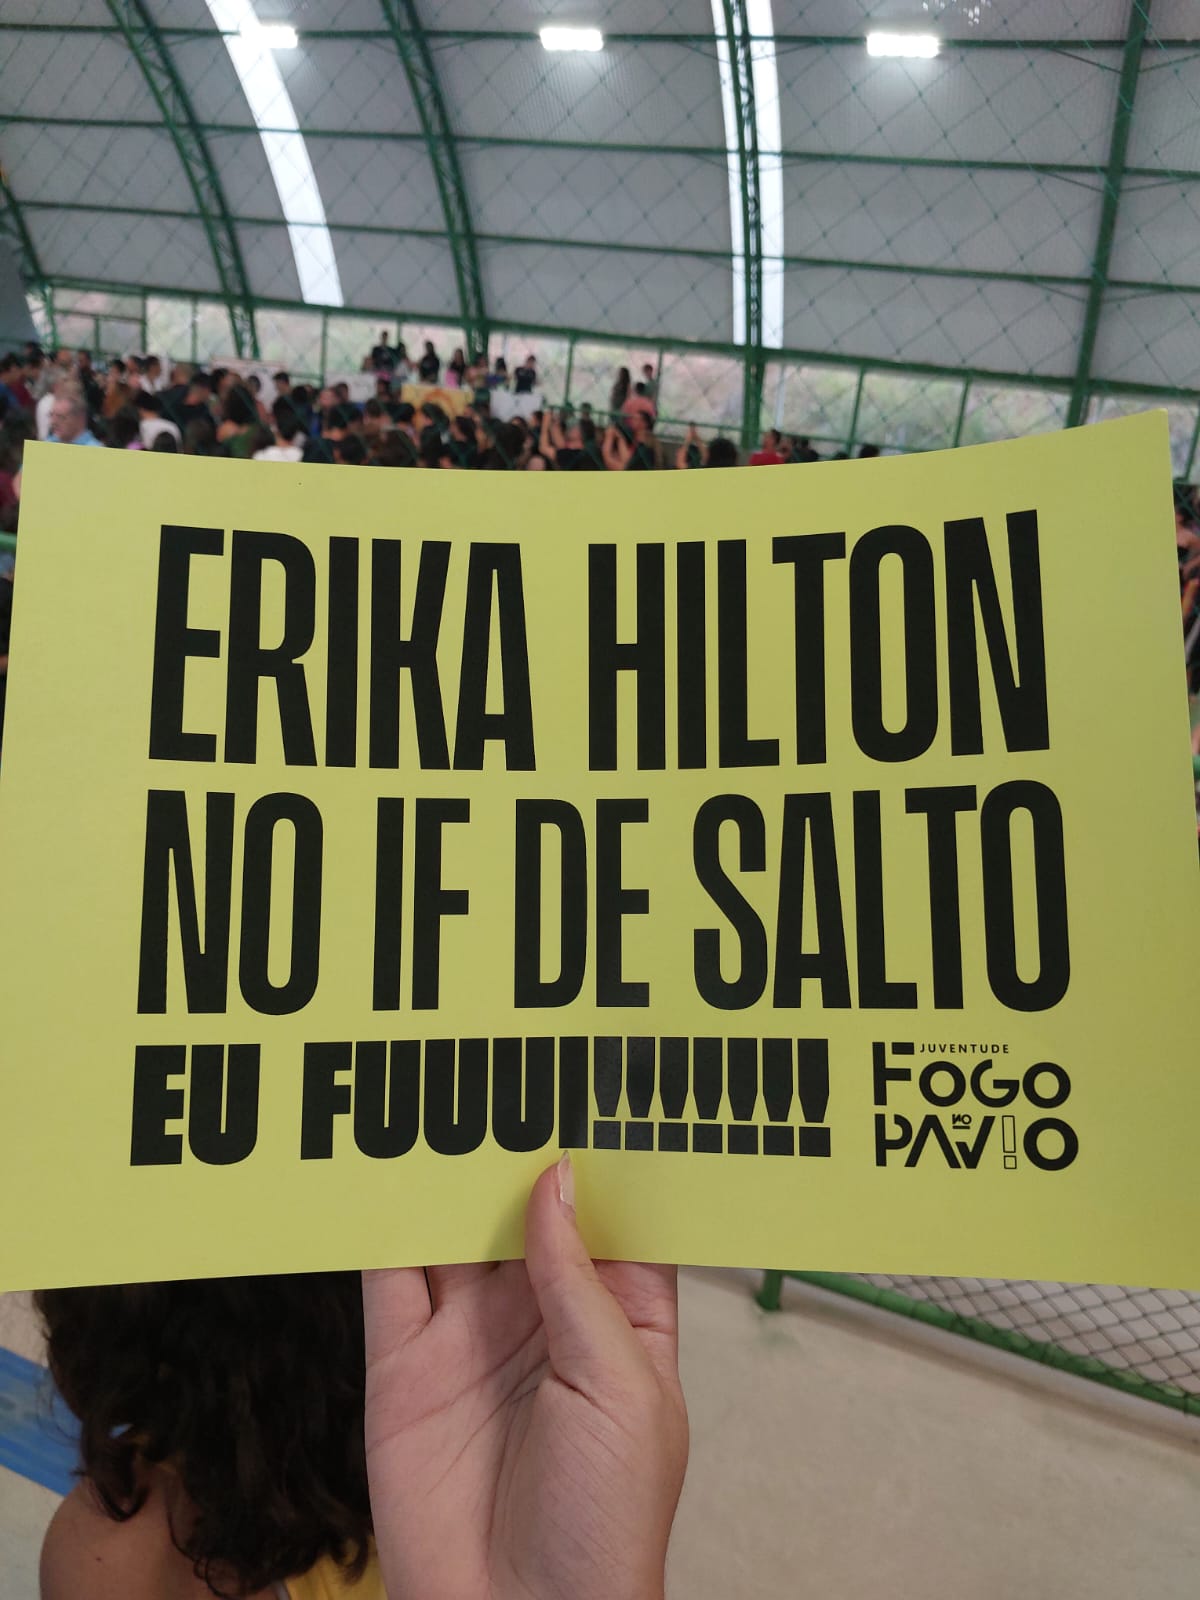 ERIKA HILTON
NO IF DE SALTO
EU FUUUI!!!!!!!
JUVENTUDE
FOGO
NO
PAV!O